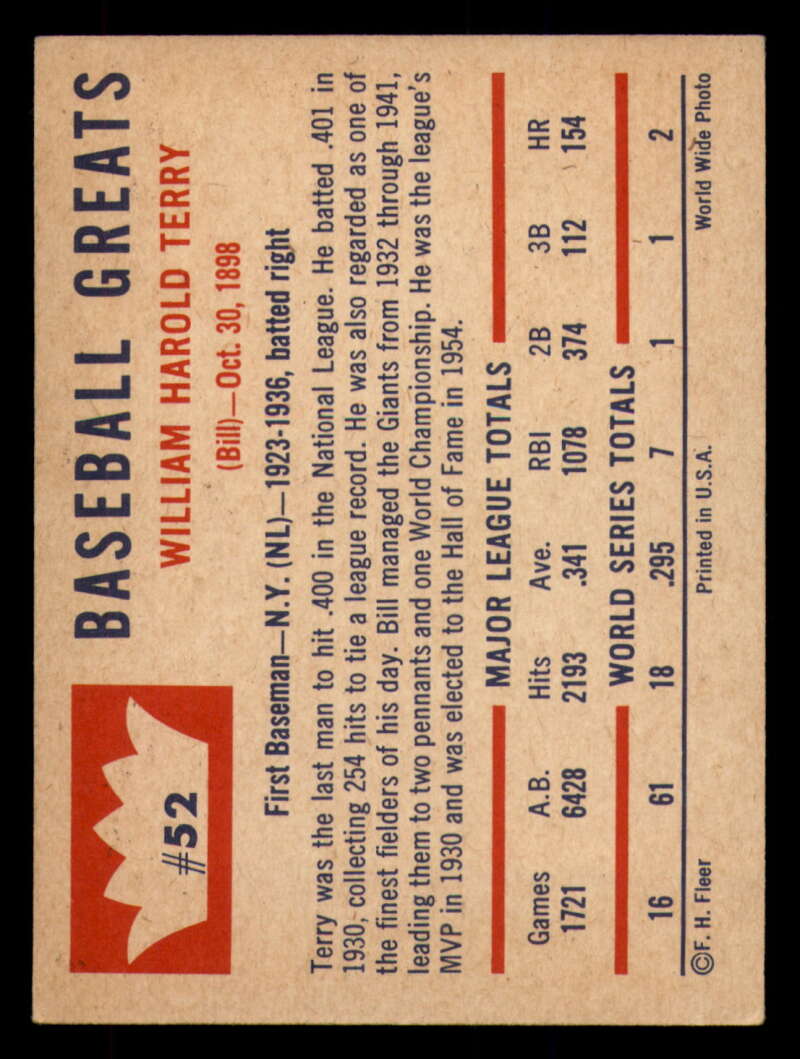 #52
BASEBALL GREATS
WILLIAM HAROLD TERRY
(Bill)—Oct. 30, 1898
First Baseman—N.Y. (NL)—1923-1936, batted right
Terry was the last man to hit .400 in the National League. He batted .401 in
1930, collecting 254 hits to tie a league record. He was also regarded as one of
the finest fielders of his day. Bill managed the Giants from 1932 through 1941,
leading them to two pennants and one World Championship. He was the league's
MVP in 1930 and was elected to the Hall of Fame in 1954.
MAJOR LEAGUE TOTALS
Games A.B. Hits Ave. RBI 2B 3B HR
1721 6428 2193 .341 1078 374 112 154
WORLD SERIES TOTALS
16 61 18 .295 7 1 1 2
©F. H. Fleer Printed in U.S.A. World Wide Photo